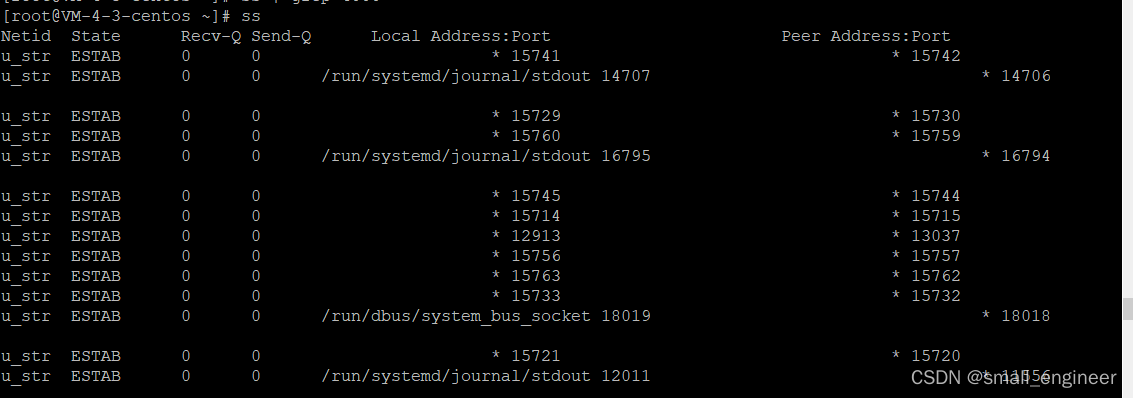 [root@VM-4-3-centos ~]# ss
Netid State Recv-Q Send-Q Local Address:Port Peer Address:Port
u_str ESTAB 0 0 * 15741 * 15742
u_str ESTAB 0 0 /run/systemd/journal/stdout 14707 * 14706
u_str ESTAB 0 0 * 15729 * 15730
u_str ESTAB 0 0 * 15760 * 15759
u_str ESTAB 0 0 /run/systemd/journal/stdout 16795 * 16794
u_str ESTAB 0 0 * 15745 * 15744
u_str ESTAB 0 0 * 15714 * 15715
u_str ESTAB 0 0 * 12913 * 13037
u_str ESTAB 0 0 * 15756 * 15757
u_str ESTAB 0 0 * 15763 * 15762
u_str ESTAB 0 0 * 15733 * 15732
u_str ESTAB 0 0 /run/dbus/system_bus_socket 18019 * 18018
u_str ESTAB 0 0 * 15721 * 15720
u_str ESTAB 0 0 /run/systemd/journal/stdout 12011 *
CSDN @small_engineer